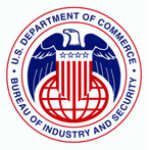 U.S. DEPARTMENT OF COMMERCE
BUREAU OF INDUSTRY AND SECURITY